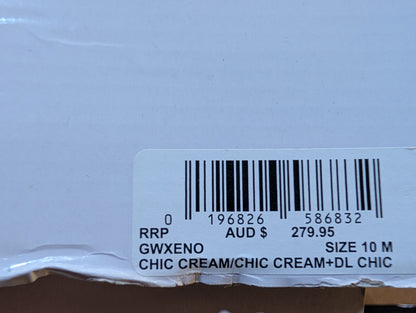 0 196826 586832
RRP AUD $ 279.95
GWXENO SIZE 10 M
CHIC CREAM/CHIC CREAM+DL CHIC